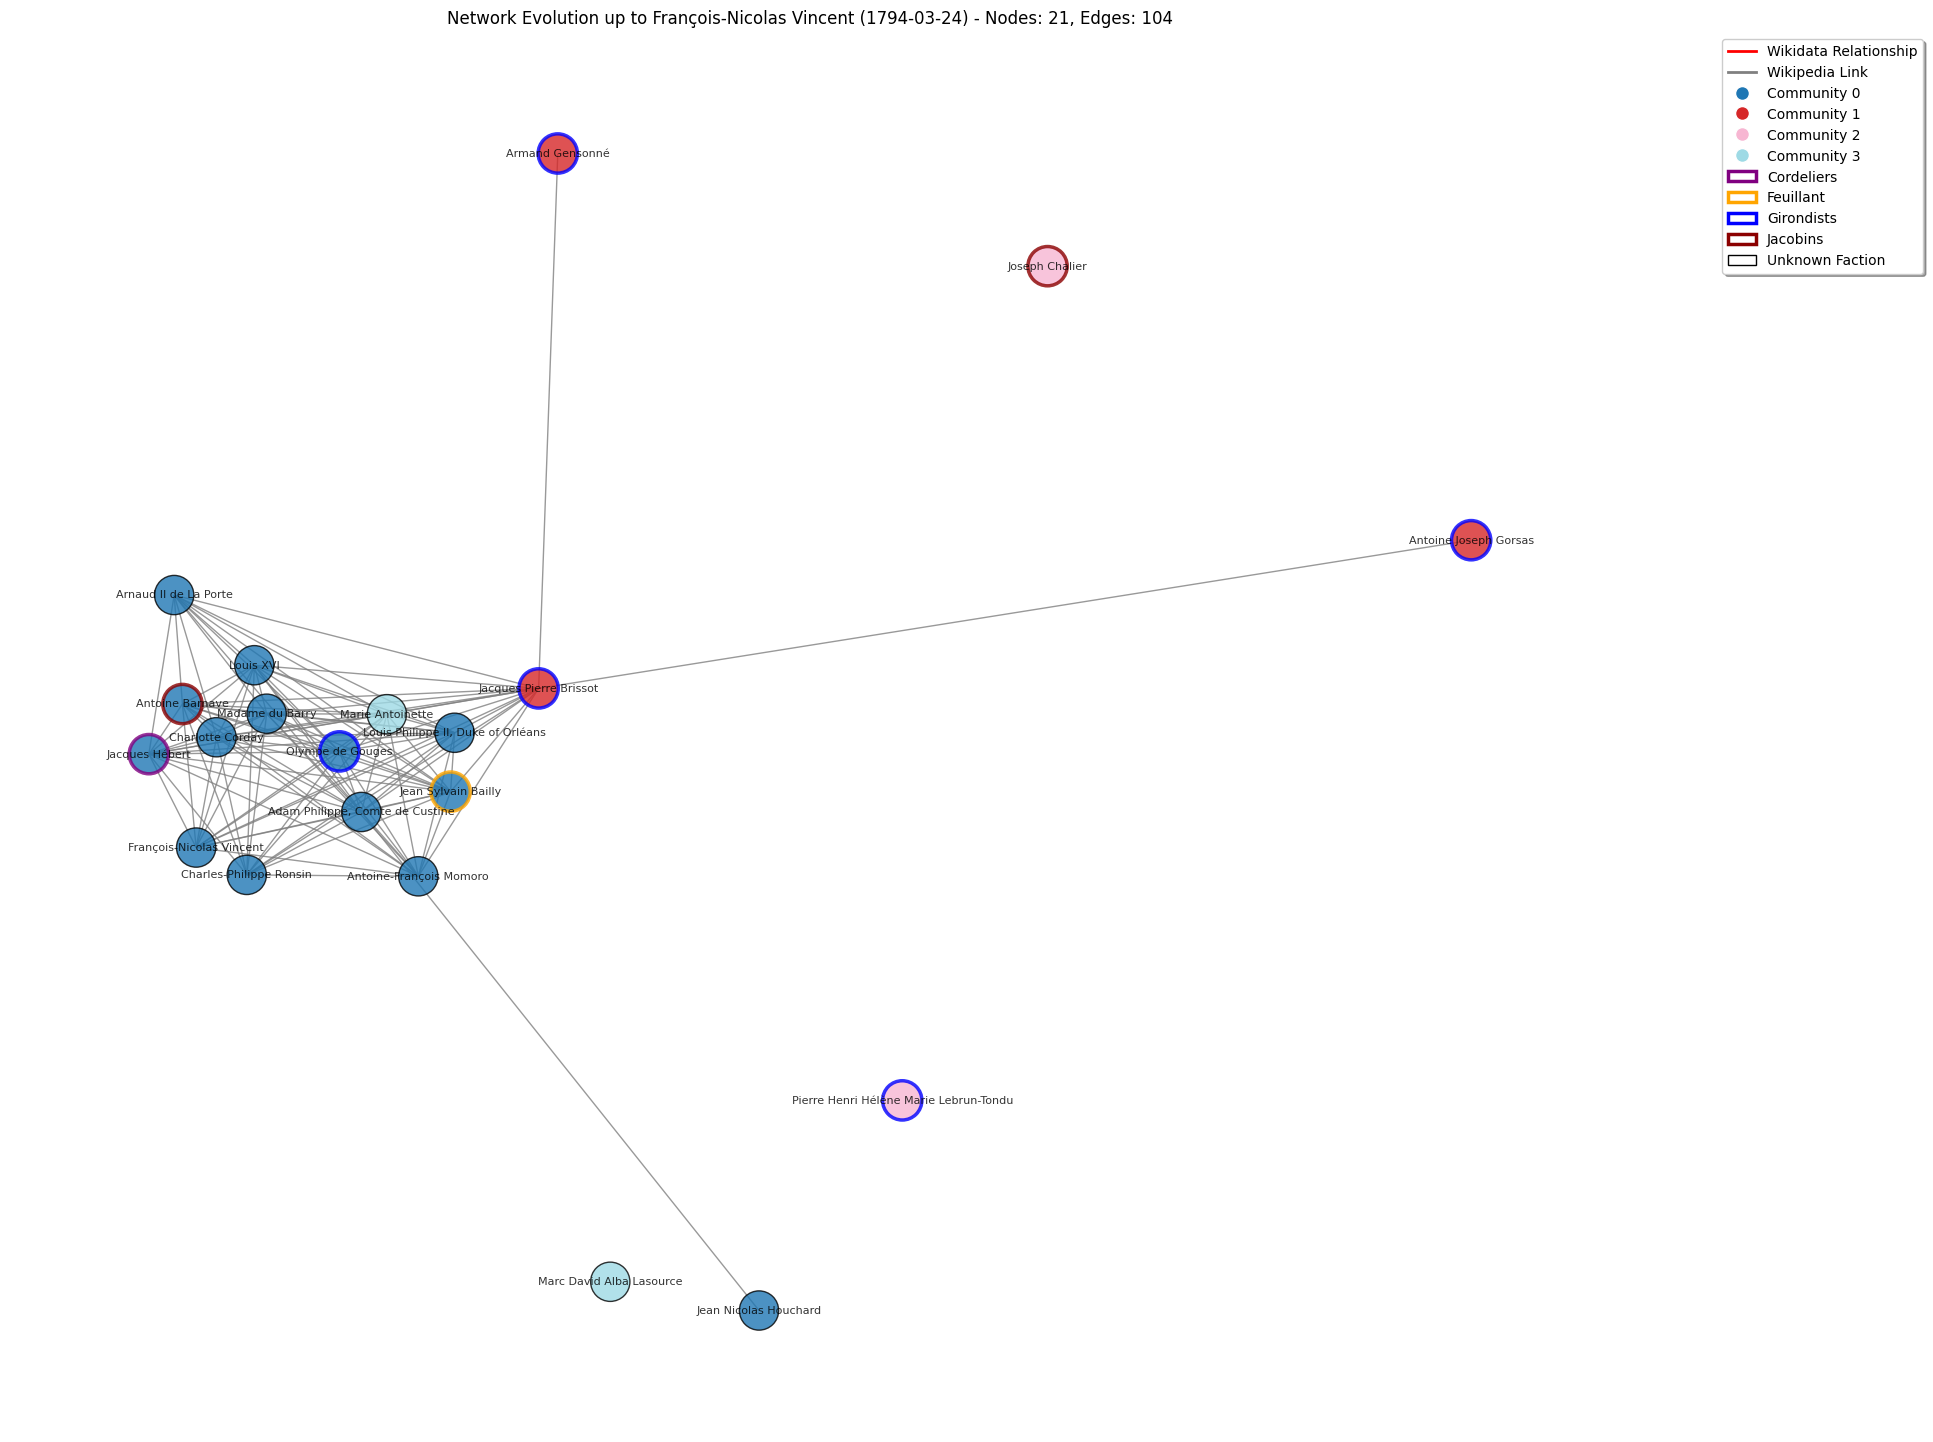 Network Evolution up to François-Nicolas Vincent (1794-03-24) - Nodes: 21, Edges: 104
Wikidata Relationship
Wikipedia Link
Community 0
Community 1
Community 2
Community 3
Cordeliers
Feuillant
Girondists
Jacobins
Unknown Faction
Armand Gensonné
Joseph Chalier
Antoine Joseph Gorsas
Arnaud II de La Porte
Louis XVI
Jacques Pierre Brissot
Antoine Barnave
Madame du Barry
Marie Antoinette
Louis Philippe II, Duke of Orléans
Charlotte Corday
Jacques Hébert
Olympe de Gouges
Jean Sylvain Bailly
Adam Philippe, Comte de Custine
François-Nicolas Vincent
Charles-Philippe Ronsin
Antoine-François Momoro
Pierre Henri Hélène Marie Lebrun-Tondu
Marc David Alba Lasource
Jean Nicolas Houchard